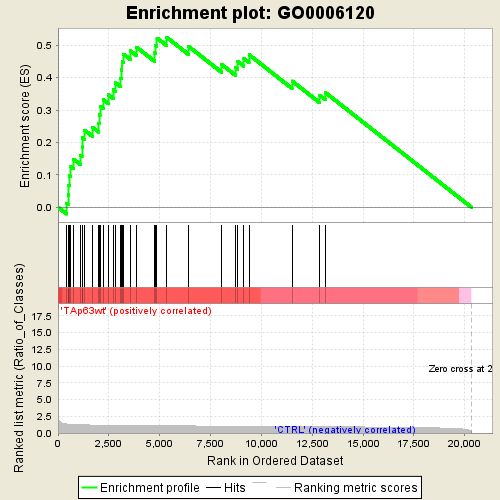 Enrichment plot: GO0006120
Enrichment score (ES)
0.5
0.4
0.3
0.2
0.1
0.0
'TAp63wt' (positively correlated)
Ranked list metric (Ratio_of_Classes)
17.5
15.0
12.5
10.0
7.5
5.0
2.5
0.0
Zero cross at 2
'CTRL' (negatively correlated)
0 2,500 5,000 7,500 10,000 12,500 15,000 17,500 20,000
Rank in Ordered Dataset
Enrichment profile Hits Ranking metric scores